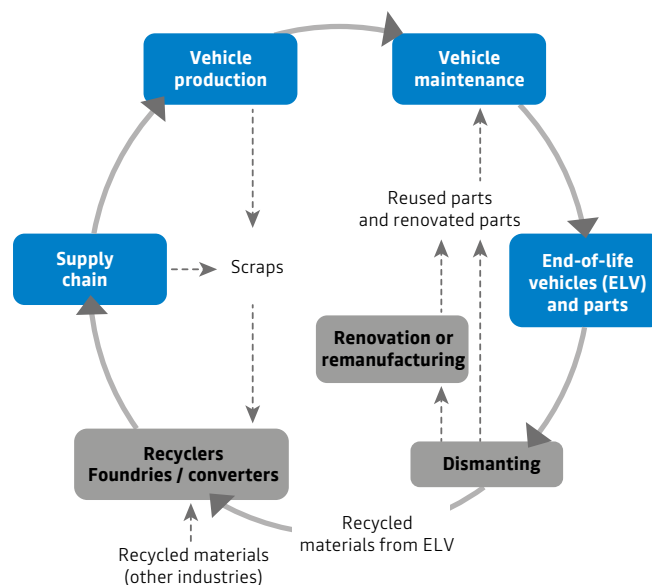 Vehicle
production
Vehicle
maintenance
Reused parts
and renovated parts
Supply
chain
Scraps
End-of-life
vehicles (ELV)
and parts
Renovation or
remanufacturing
Recyclers
Foundries / converters
Dismanting
Recycled
materials from ELV
Recycled materials
(other industries)